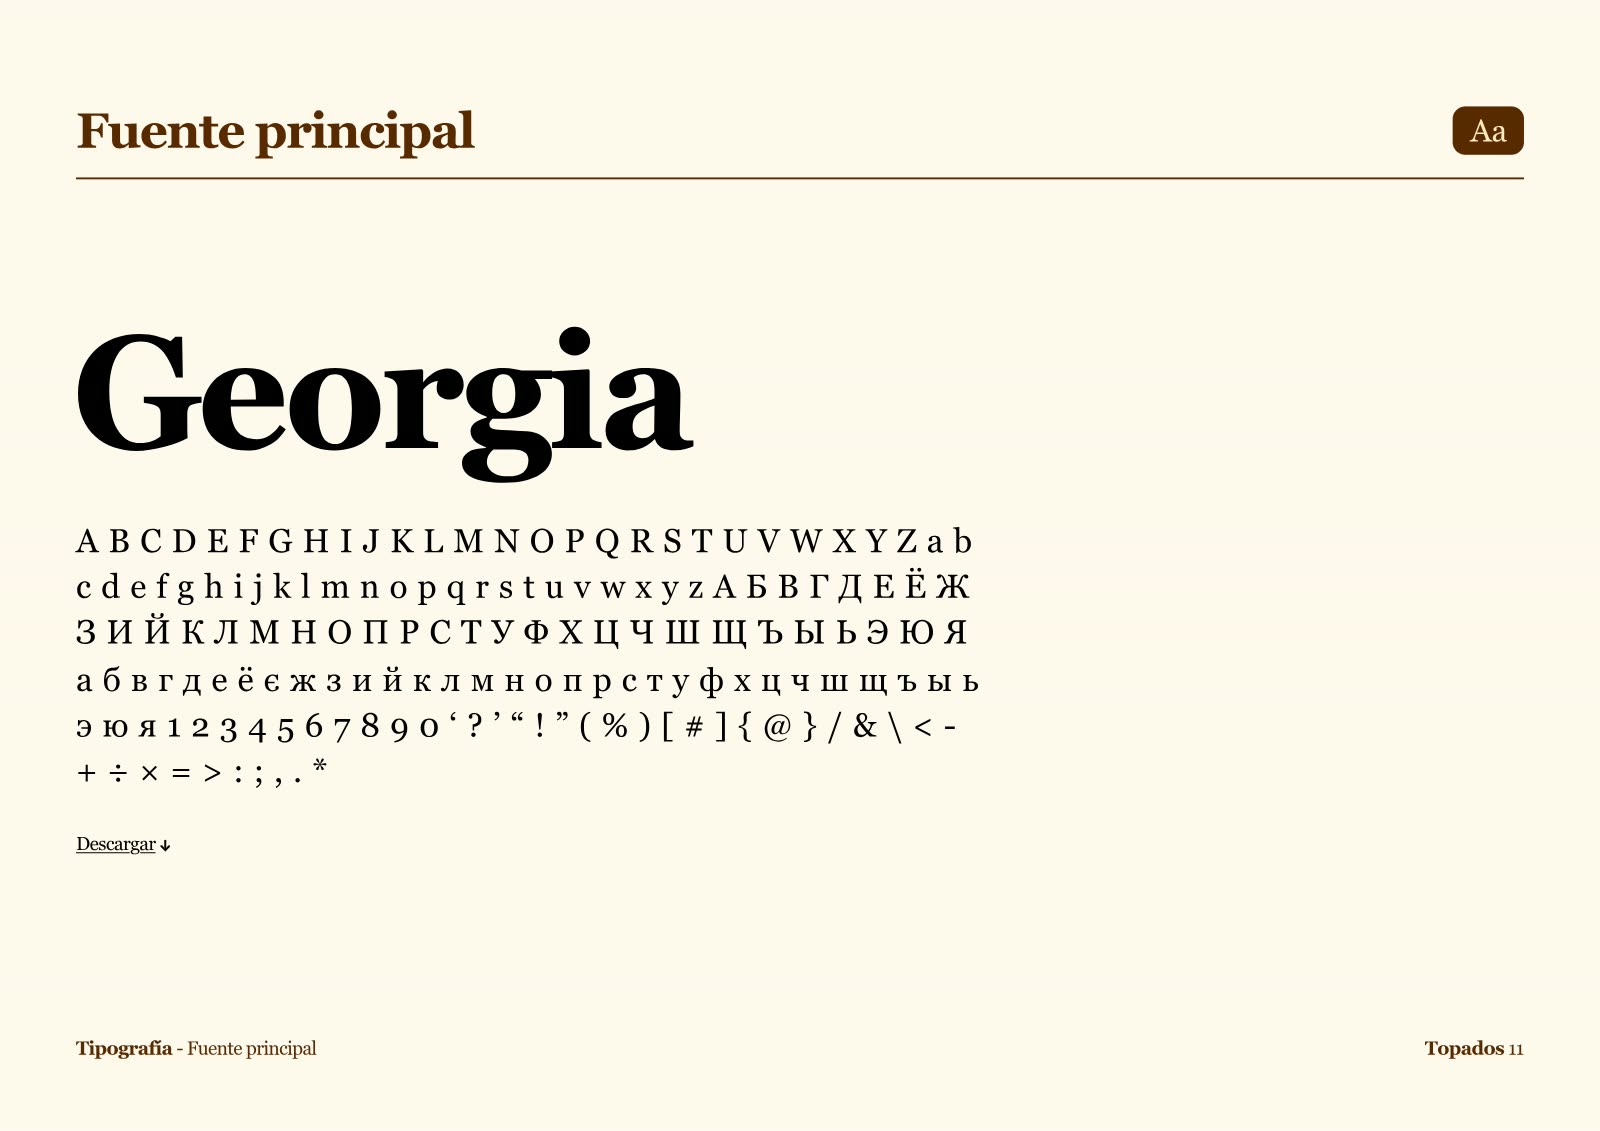 Fuente principal
Aa
Georgia
A B C D E F G H I J K L M N O P Q R S T U V W X Y Z a b
c d e f g h i j k l m n o p q r s t u v w x y z А Б В Г Д Е Ё Ж
З И Й К Л М Н О П Р С Т У Ф Х Ц Ч Ш Щ Ъ Ы Ь Э Ю Я
а б в г д е ё є ж з и й к л м н о п р с т у ф х ц ч ш щ ъ ы ь
э ю я 1 2 3 4 5 6 7 8 9 0 ‘ ? ’ “ ! ” ( % ) [ # ] { @ } / & \ < -
+ ÷ × = > : ; , . *
Descargar ↓
Tipografía - Fuente principal
Topados 11